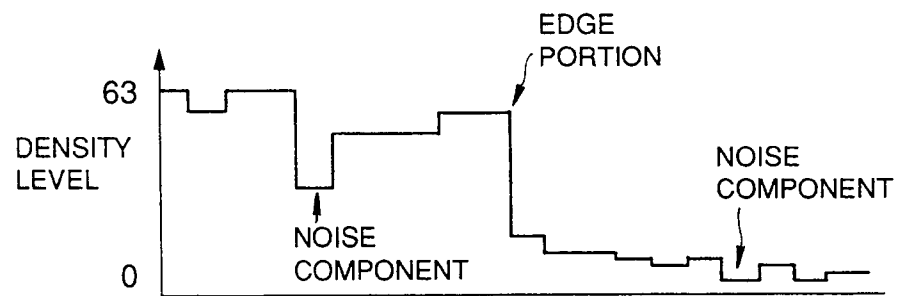 EDGE
PORTION
63
DENSITY
LEVEL
NOISE
COMPONENT
NOISE
COMPONENT
0